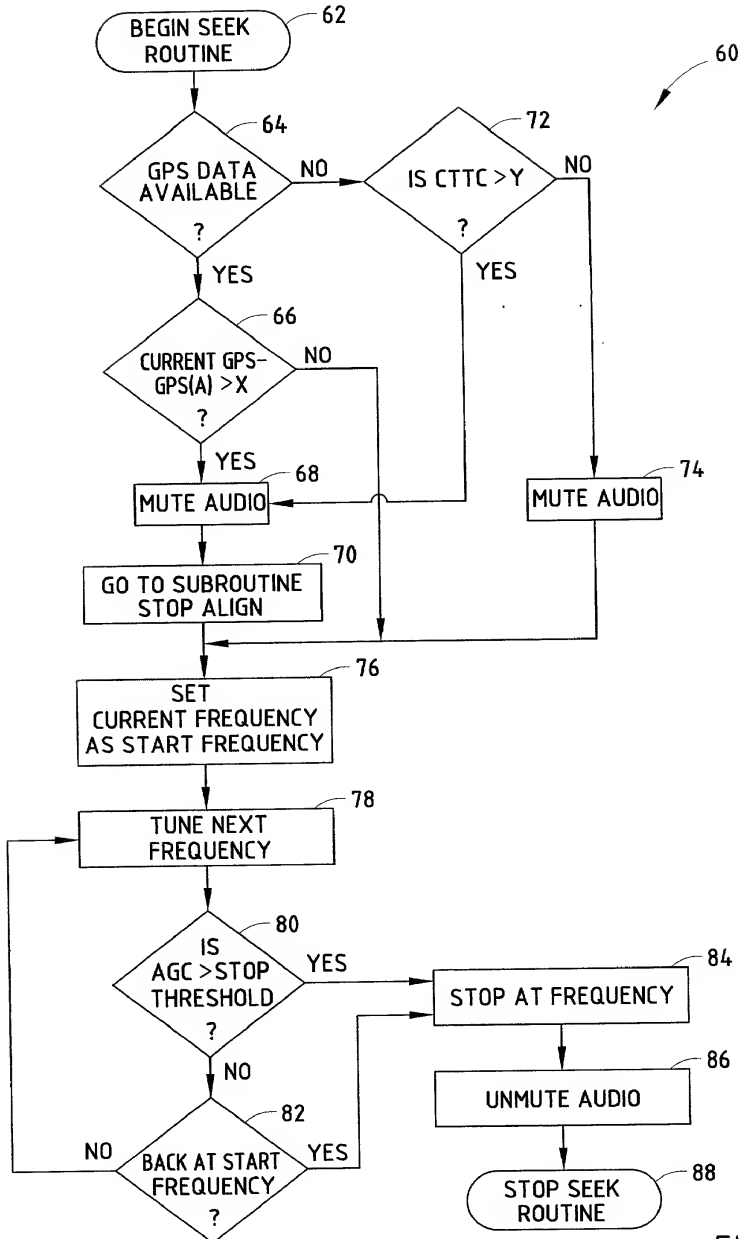 BEGIN SEEK
ROUTINE
62
60
64
GPS DATA
AVAILABLE
?
NO
72
IS CTTC >Y
?
NO
YES
YES
66
CURRENT GPS-
GPS(A) >X
?
NO
YES
68
MUTE AUDIO
74
MUTE AUDIO
70
GO TO SUBROUTINE
STOP ALIGN
76
SET
CURRENT FREQUENCY
AS START FREQUENCY
78
TUNE NEXT
FREQUENCY
80
IS
AGC >STOP
THRESHOLD
?
YES
NO
84
STOP AT FREQUENCY
86
UNMUTE AUDIO
82
BACK AT START
FREQUENCY
?
NO
YES
88
STOP SEEK
ROUTINE